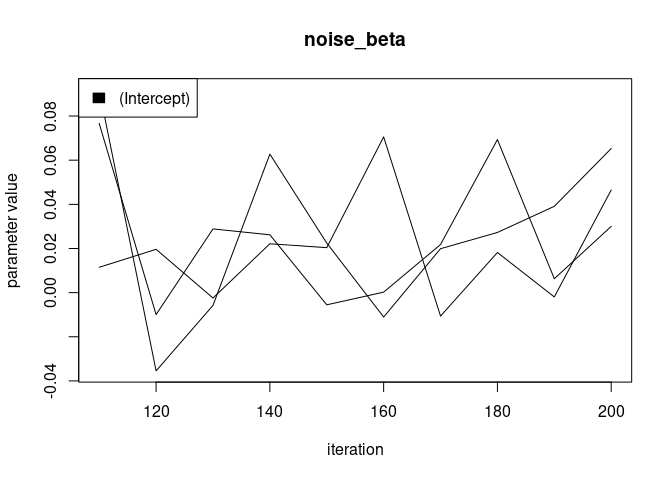 noise_beta
(Intercept)
parameter value
0.08
0.06
0.04
0.02
0.00
-0.04
120 140 160 180 200
iteration